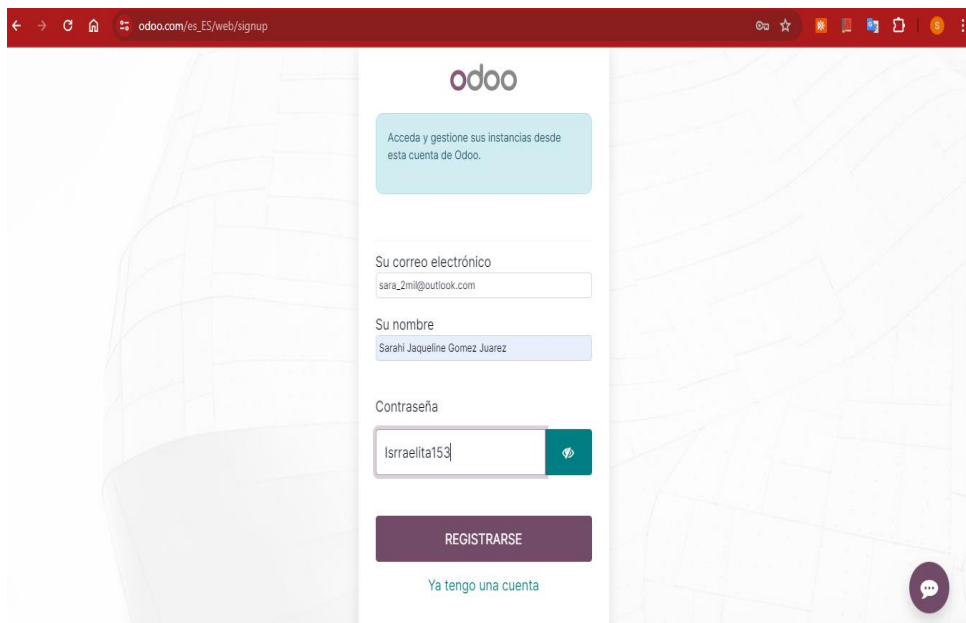 odoo.com/es_ES/web/signup
odoo
Acceda y gestione sus instancias desde
esta cuenta de Odoo.
Su correo electrónico
sara_2mil@outlook.com
Su nombre
Sarahi Jaqueline Gomez Juarez
Contraseña
Isrraelita153
REGISTRARSE
Ya tengo una cuenta